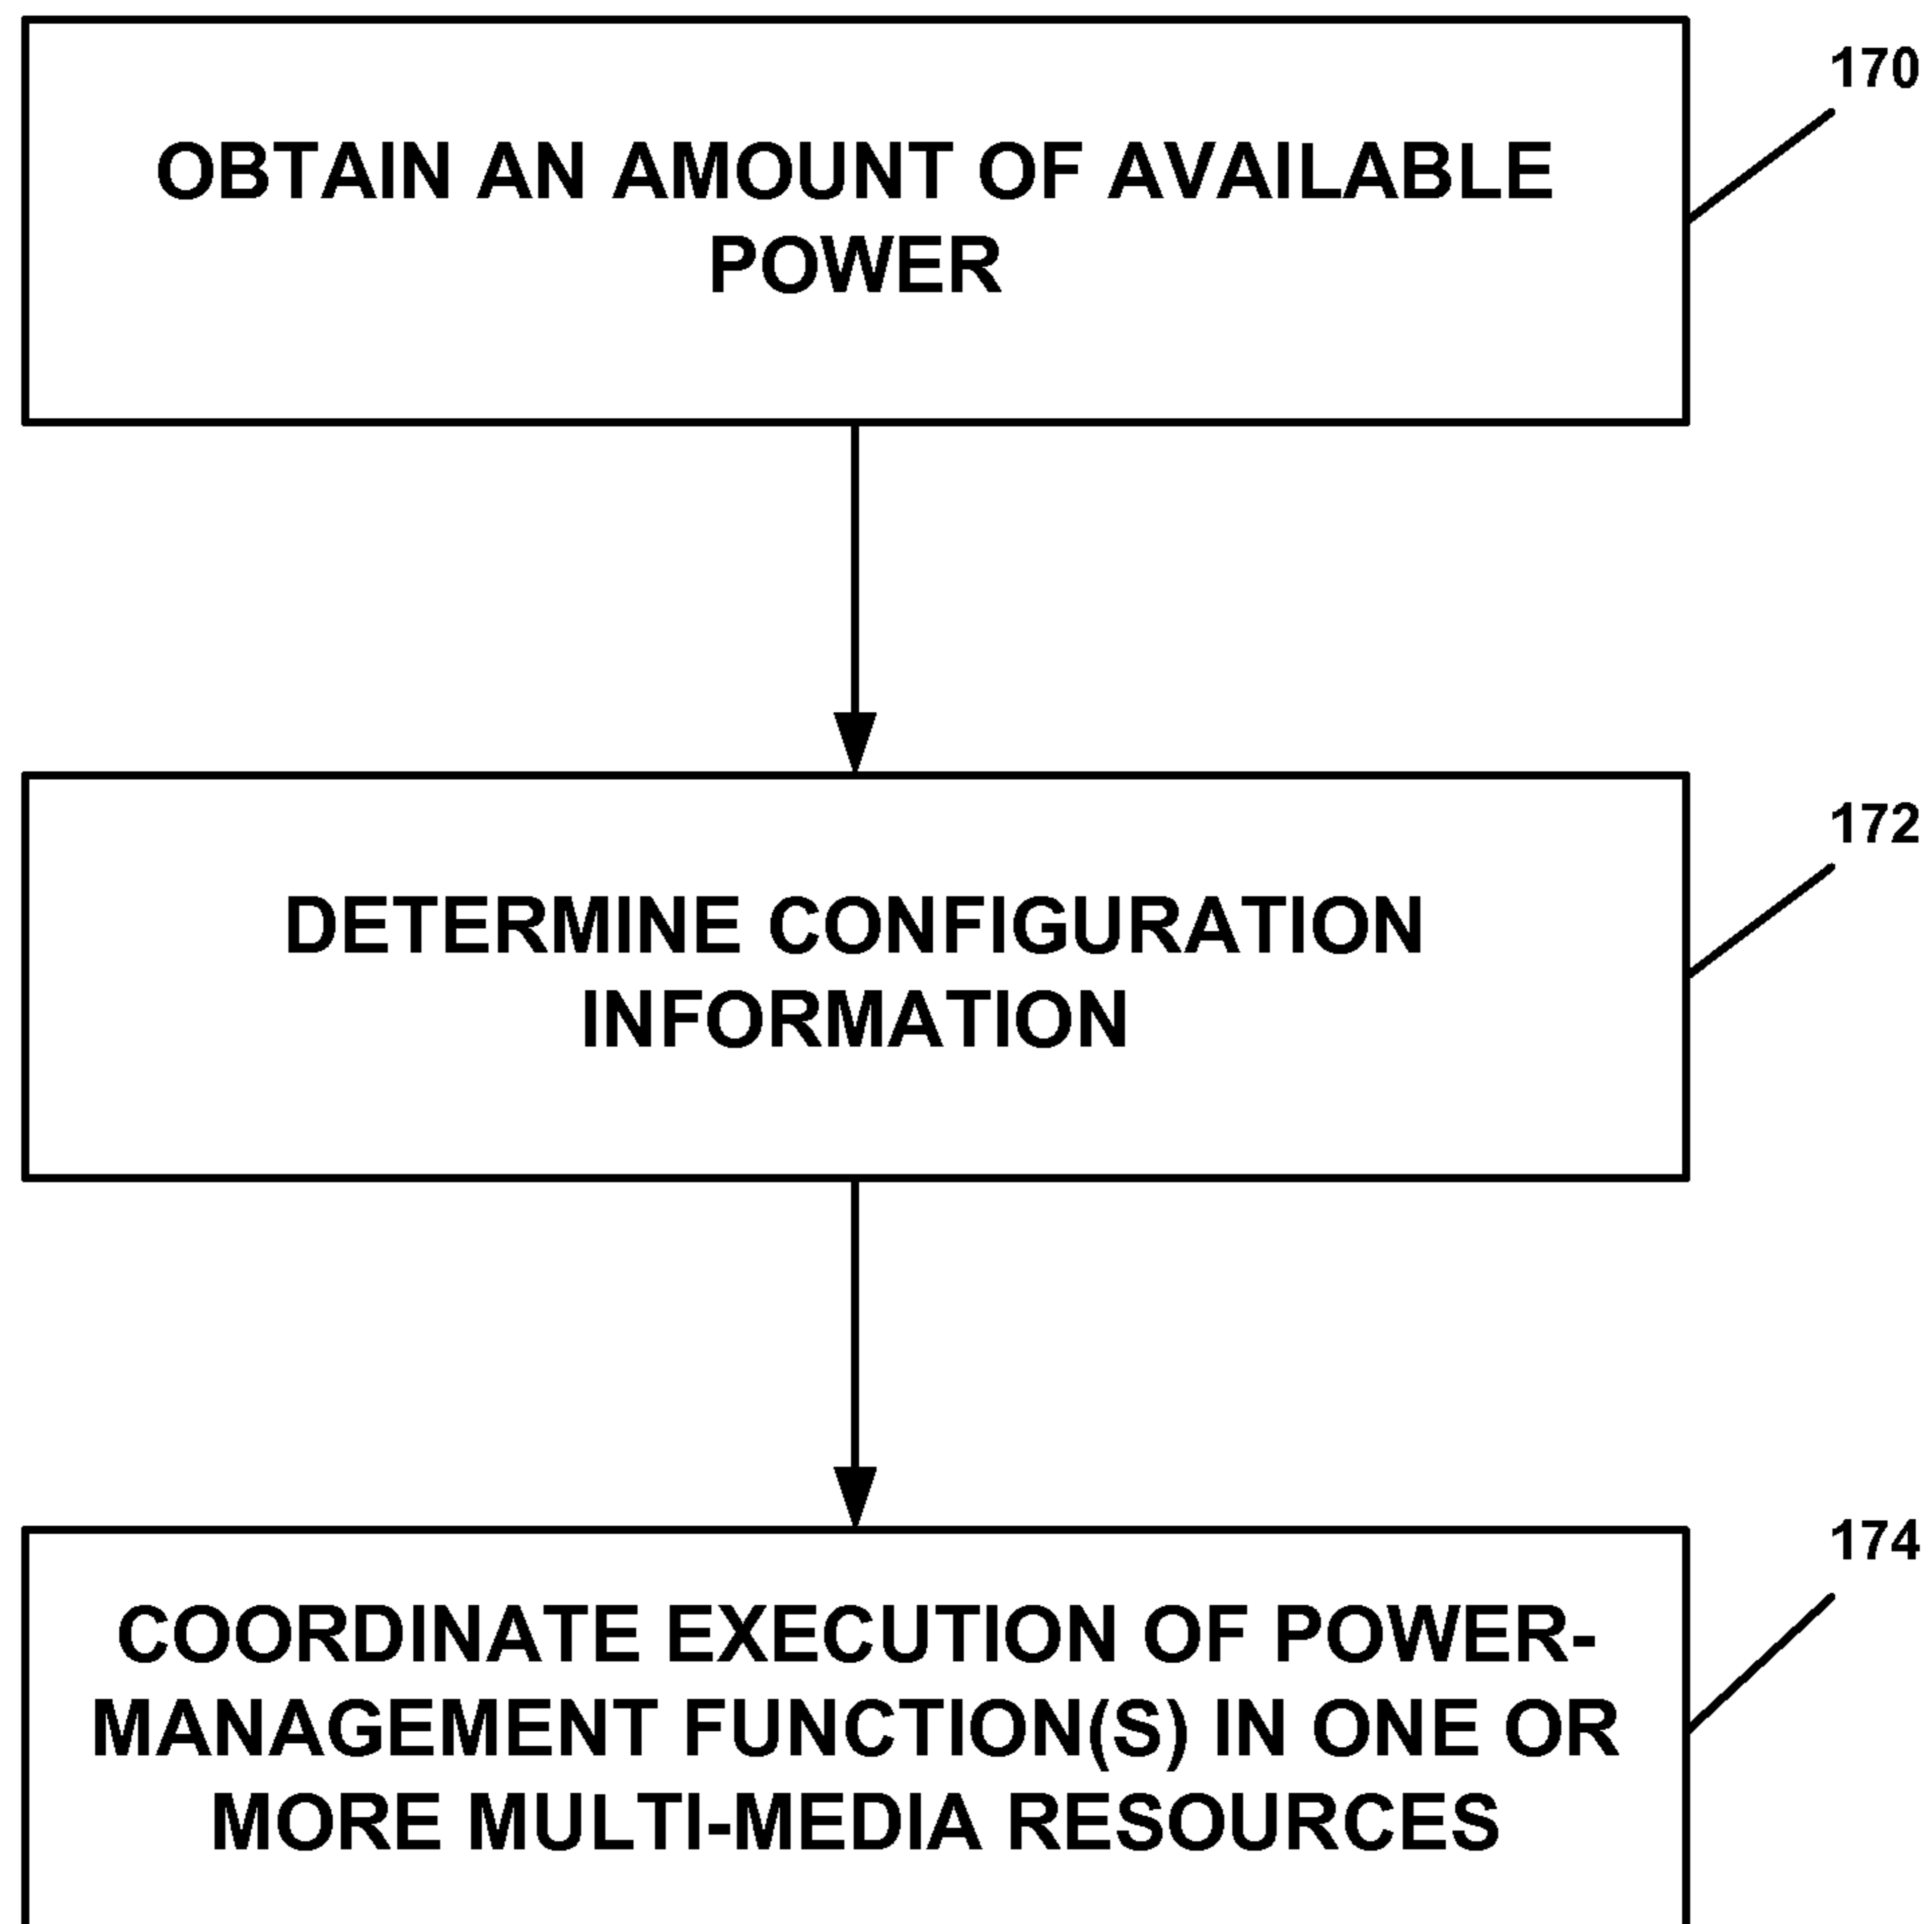 170
OBTAIN AN AMOUNT OF AVAILABLE
POWER
172
DETERMINE CONFIGURATION
INFORMATION
174
COORDINATE EXECUTION OF POWER-
MANAGEMENT FUNCTION(S) IN ONE OR
MORE MULTI-MEDIA RESOURCES